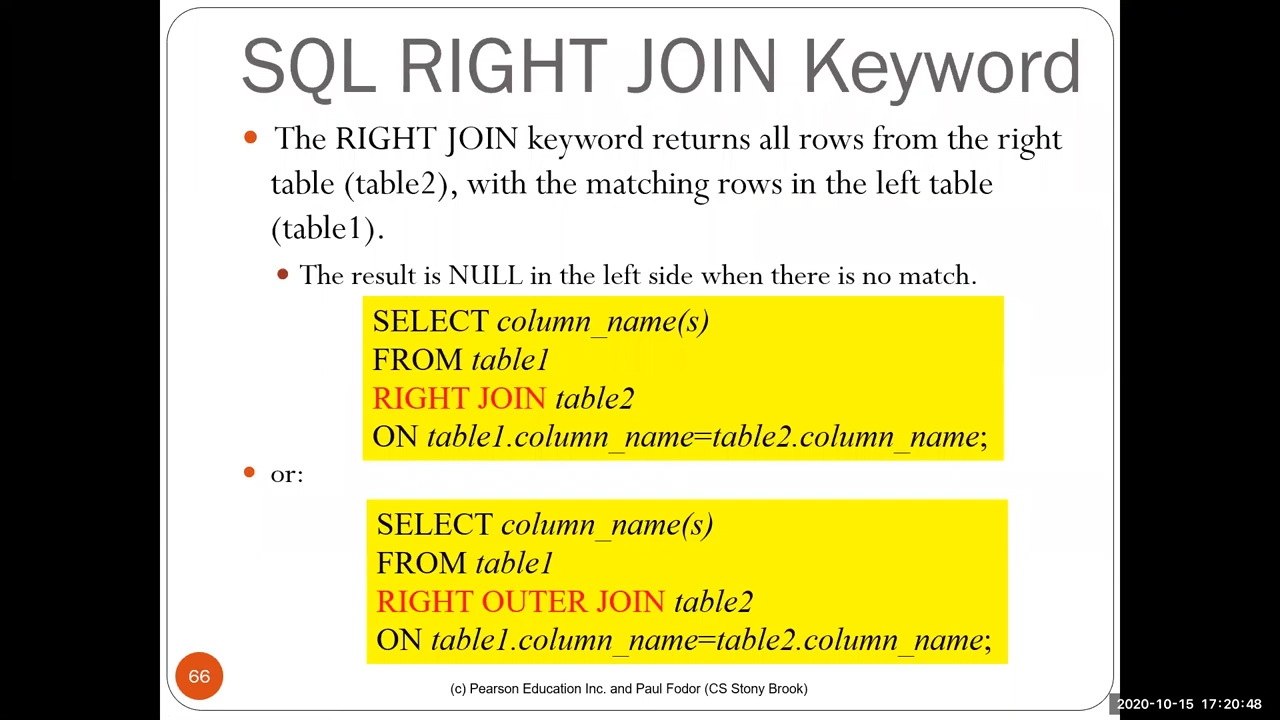 SQL RIGHT JOIN Keyword
The RIGHT JOIN keyword returns all rows from the right
table (table2), with the matching rows in the left table
(table1).
The result is NULL in the left side when there is no match.
SELECT column_name(s)
FROM table1
RIGHT JOIN table2
ON table1.column_name=table2.column_name;
or:
SELECT column_name(s)
FROM table1
RIGHT OUTER JOIN table2
ON table1.column_name=table2.column_name;
66
(c) Pearson Education Inc. and Paul Fodor (CS Stony Brook)
2020-10-15 17:20:48